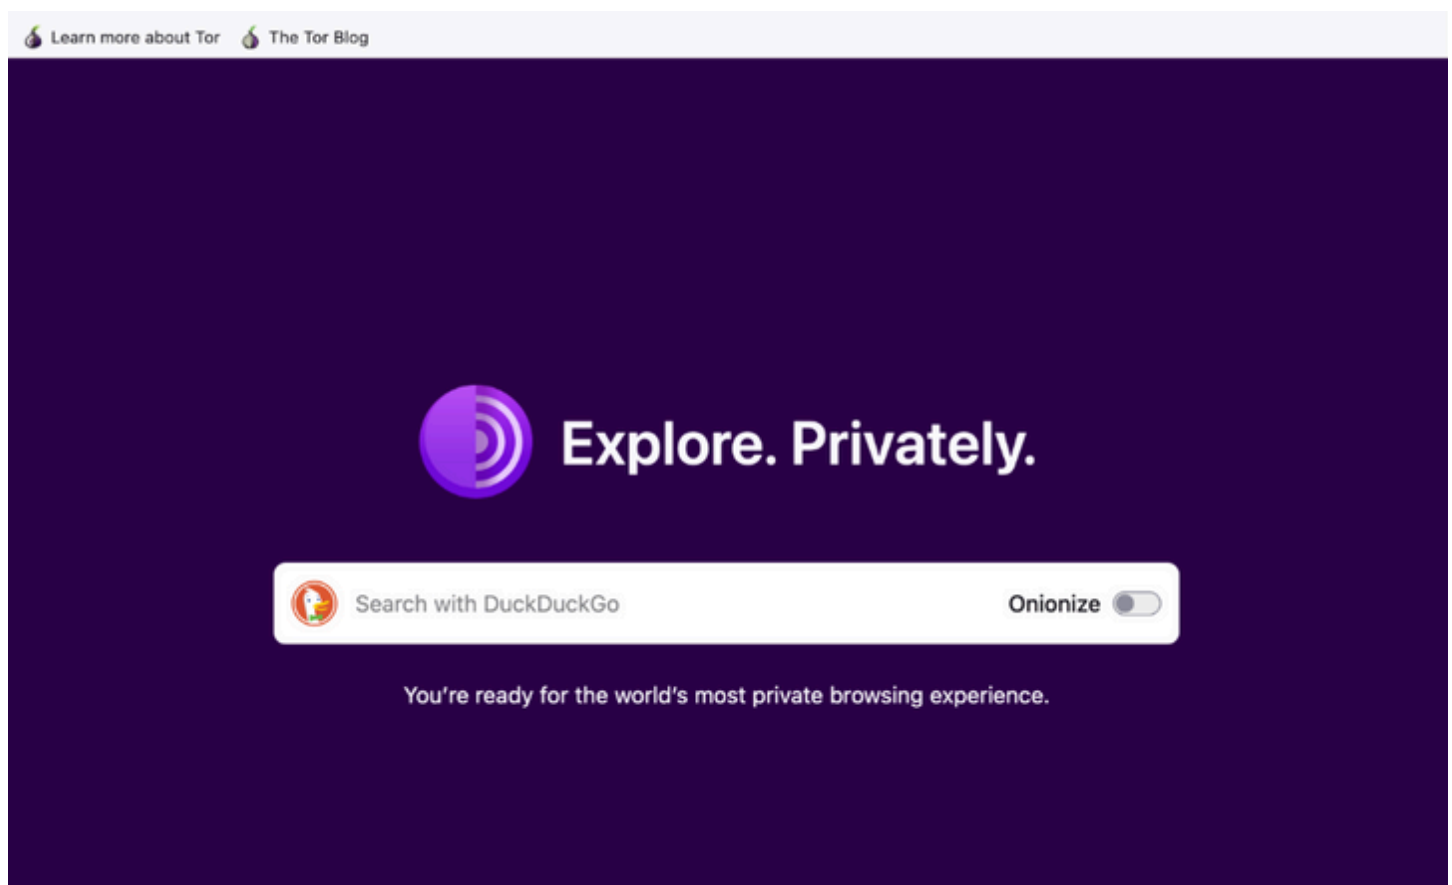 Learn more about Tor The Tor Blog
Explore. Privately.
Search with DuckDuckGo Onionize
You're ready for the world's most private browsing experience.